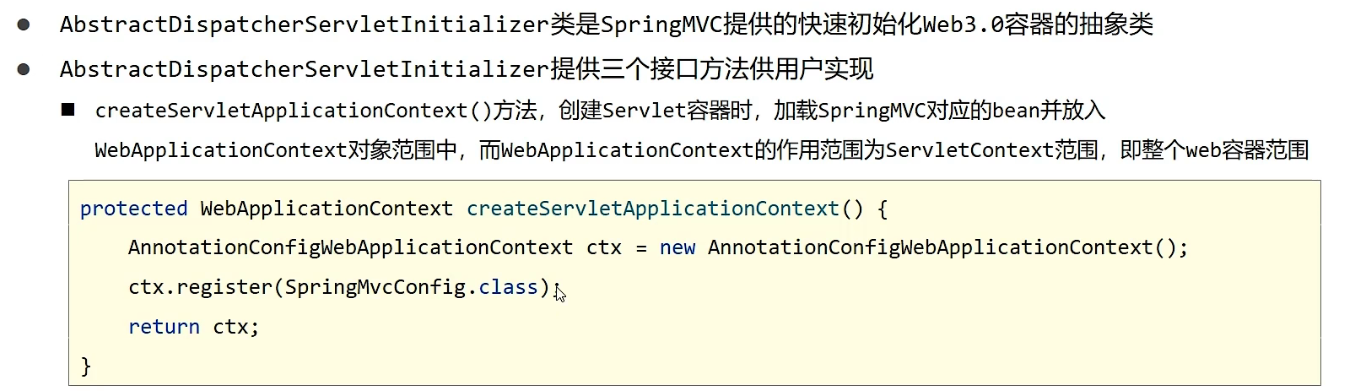 ● AbstractDispatcherServletInitializer类是SpringMVC提供的快速初始化Web3.0容器的抽象类
● AbstractDispatcherServletInitializer提供三个接口方法供用户实现
■ createServletApplicationContext()方法，创建Servlet容器时，加载SpringMVC对应的bean并放入
WebApplicationContext对象范围中，而WebApplicationContext的作用范围为ServletContext范围，即整个web容器范围
protected WebApplicationContext createServletApplicationContext() {
    AnnotationConfigWebApplicationContext ctx = new AnnotationConfigWebApplicationContext();
    ctx.register(SpringMvcConfig.class);
    return ctx;
}